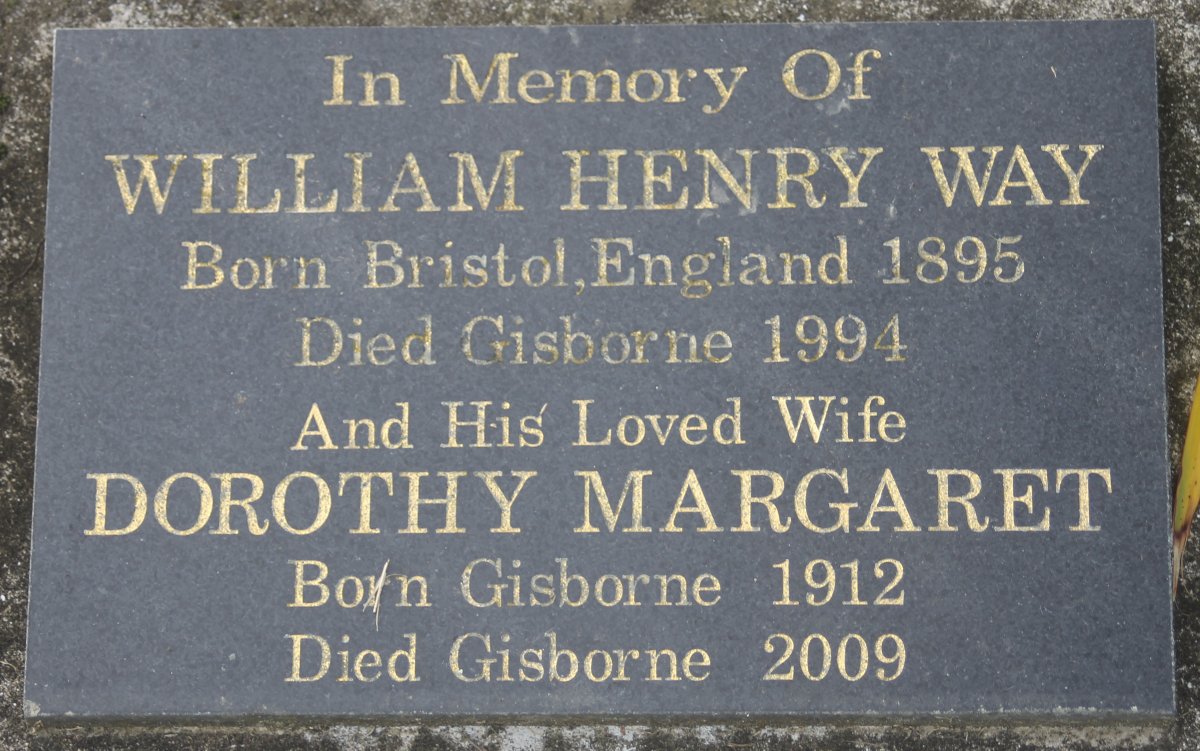 In Memory Of
WILLIAM HENRY WAY
Born Bristol, England 1895
Died Gisborne 1994
And His Loved Wife
DOROTHY MARGARET
Born Gisborne 1912
Died Gisborne 2009